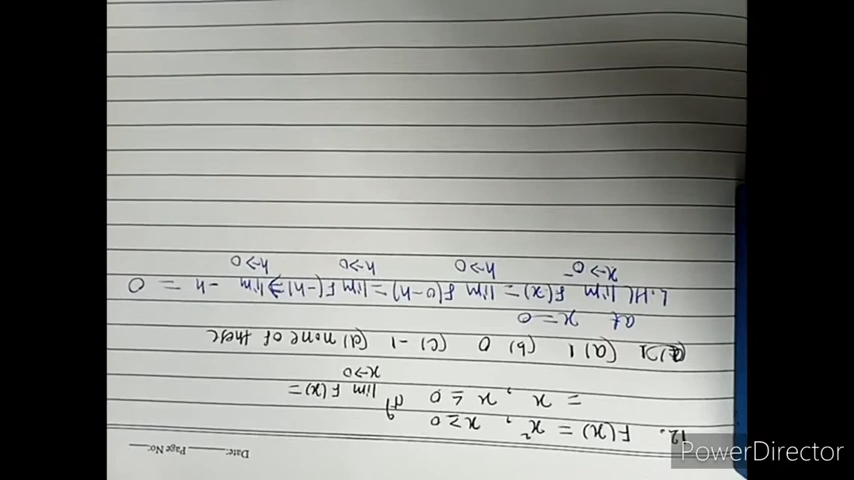 Date: Page No:
12. F(x) = x², x ≥ 0
= x, x ≤ 0 lim F(x) =
x→0
(a) 1 (b) 0 (c) -1 (d) none of these
at x = 0
L.HL lim F(x) = lim F(0-h) = lim F(-h) ⇒ lim -h = 0
x→0⁻ h→0 h→0 h→0
PowerDirector